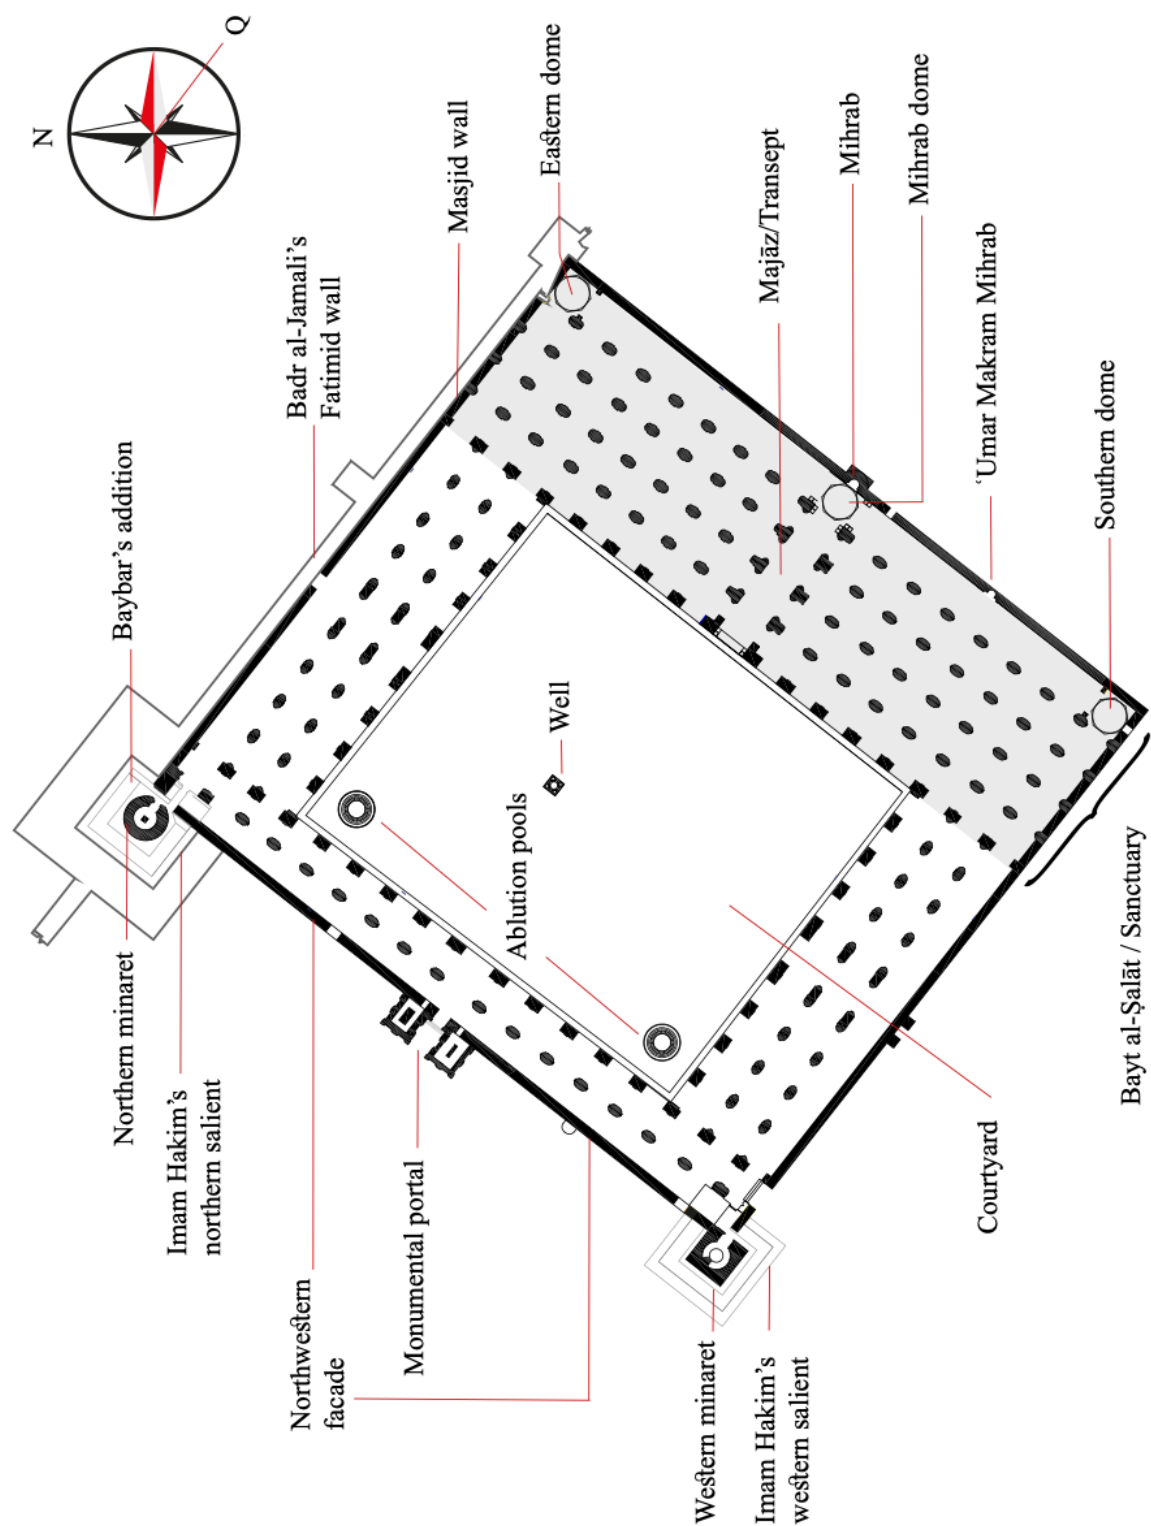 N
Q
Eastern dome
Masjid wall
Mihrab dome
Mihrab
Majāz/Transept
Badr al-Jamali's
Fatimid wall
ʿUmar Makram Mihrab
Southern dome
Baybar's addition
Well
Ablution pools
Bayt al-Ṣalāt / Sanctuary
Northern minaret
Imam Hakim's
northern salient
Monumental portal
Courtyard
Northwestern
facade
Western minaret
Imam Hakim's
western salient